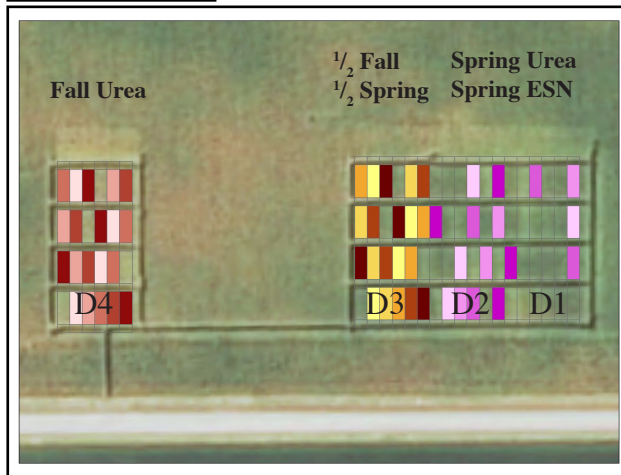 Fall Urea
½ Fall
½ Spring
Spring Urea
Spring ESN
D4
D3
D2
D1